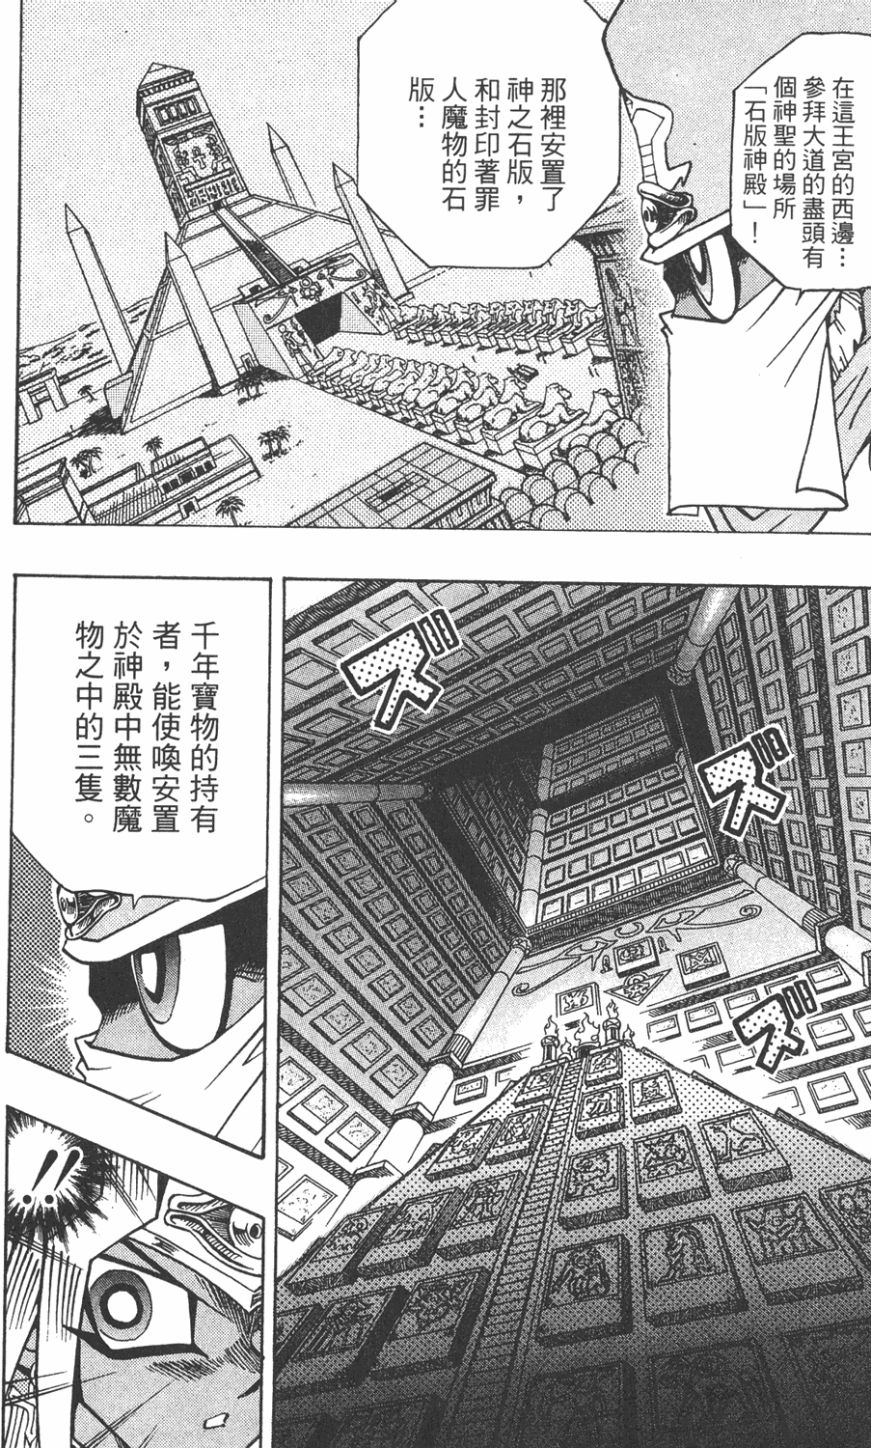 在這王宮的西邊…
參拜大道的盡頭有
個神聖的場所
「石版神殿」！
那裡安置了
神之石版，
和封印著罪
人魔物的石
版…
ズ
ズ
ズ
千年寶物的持有
者，能使喚安置
於神殿中無數魔
物之中的三隻。
!!